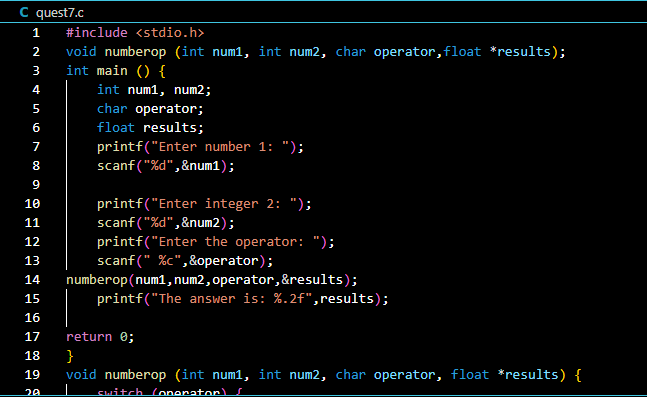 C quest7.c
1 #include <stdio.h>
2 void numberop (int num1, int num2, char operator,float *results);
3 int main () {
4 int num1, num2;
5 char operator;
6 float results;
7 printf("Enter number 1: ");
8 scanf("%d",&num1);
9
10 printf("Enter integer 2: ");
11 scanf("%d",&num2);
12 printf("Enter the operator: ");
13 scanf(" %c",&operator);
14 numberop(num1,num2,operator,&results);
15 printf("The answer is: %.2f",results);
16
17 return 0;
18 }
19 void numberop (int num1, int num2, char operator, float *results) {
20 switch (operator) {